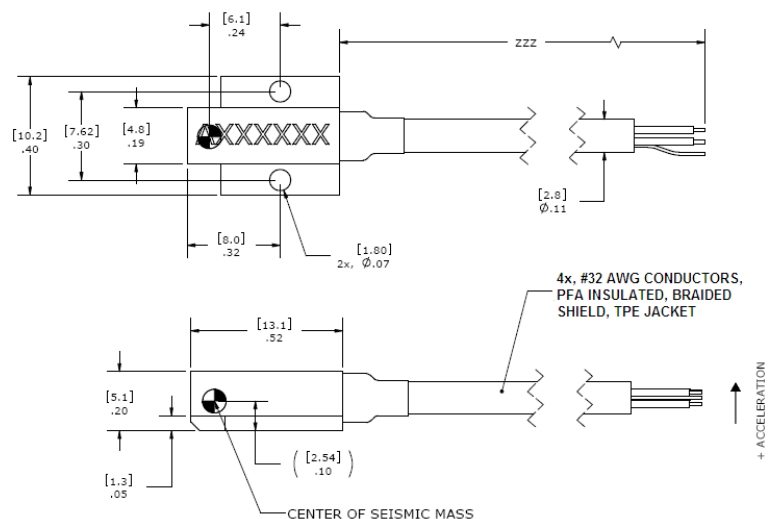 [6.1]
.24
ZZZ
[10.2]
.40
[7.62]
.30
[4.8]
.19
XXXXXX
[8.0]
.32
[1.80]
2x, Ø.07
[2.8]
Ø.11
4x, #32 AWG CONDUCTORS,
PFA INSULATED, BRAIDED
SHIELD, TPE JACKET
[13.1]
.52
[5.1]
.20
[1.3]
.05
([2.54]
.10)
+ ACCELERATION
CENTER OF SEISMIC MASS